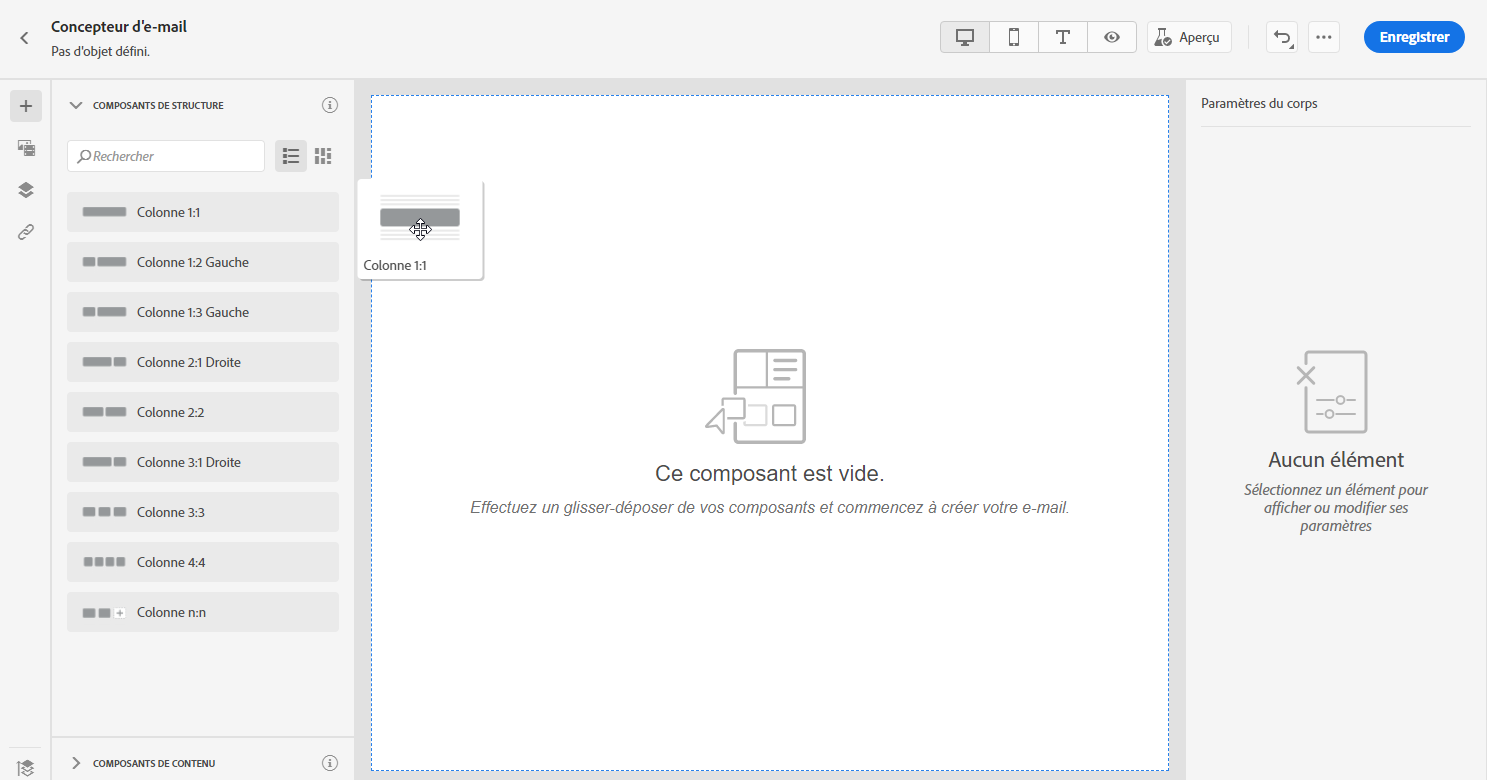 Concepteur d'e-mail
Pas d'objet défini.
Aperçu
Enregistrer
COMPOSANTS DE STRUCTURE
Rechercher
Colonne 1:1
Colonne 1:2 Gauche
Colonne 1:3 Gauche
Colonne 2:1 Droite
Colonne 2:2
Colonne 3:1 Droite
Colonne 3:3
Colonne 4:4
Colonne n:n
COMPOSANTS DE CONTENU
Colonne 1:1
Ce composant est vide.
Effectuez un glisser-déposer de vos composants et commencez à créer votre e-mail.
Paramètres du corps
Aucun élément
Sélectionnez un élément pour
afficher ou modifier ses
paramètres